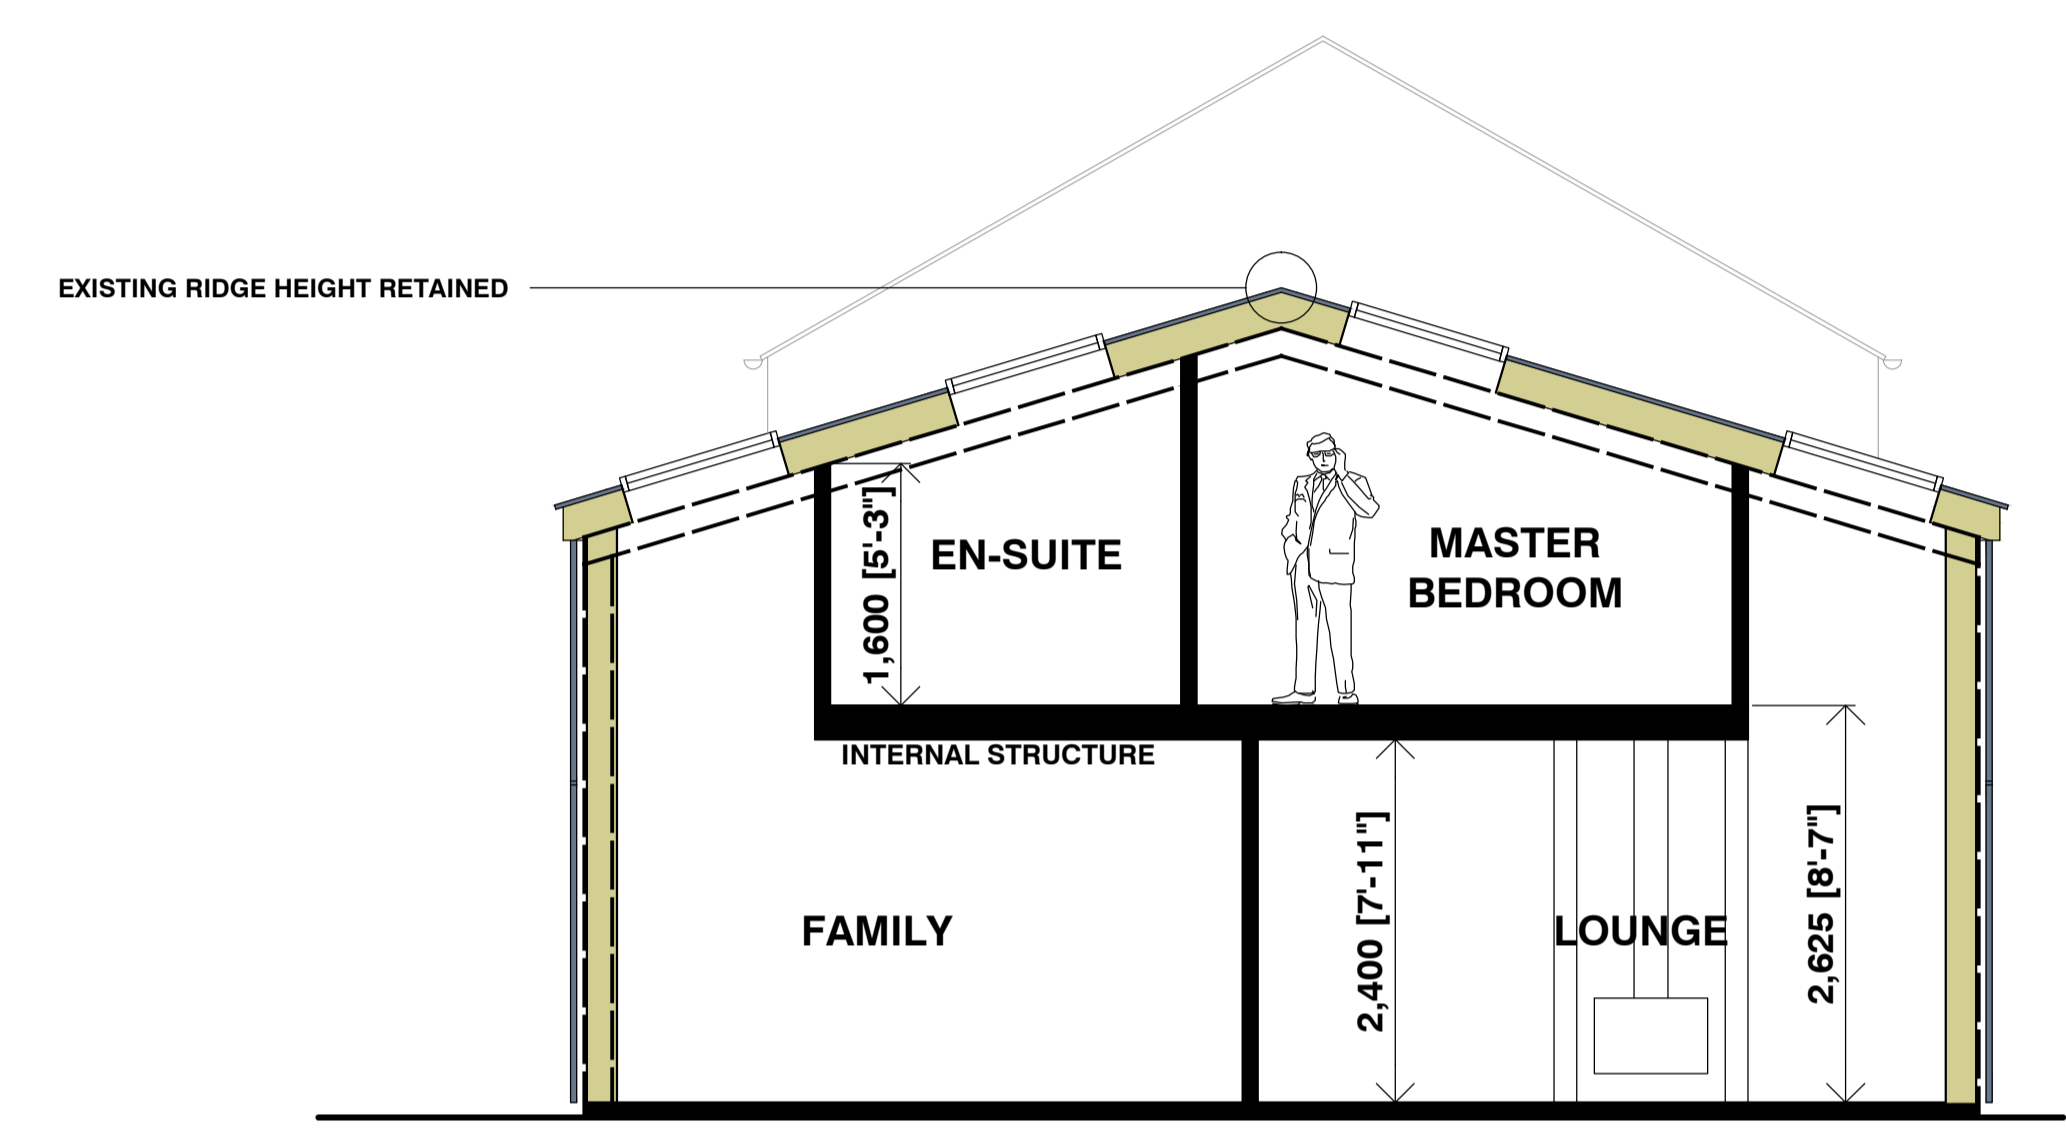 EXISTING RIDGE HEIGHT RETAINED
1,600 [5'-3"]
EN-SUITE
MASTER
BEDROOM
INTERNAL STRUCTURE
FAMILY
2,400 [7'-11"]
LOUNGE
2,625 [8'-7"]